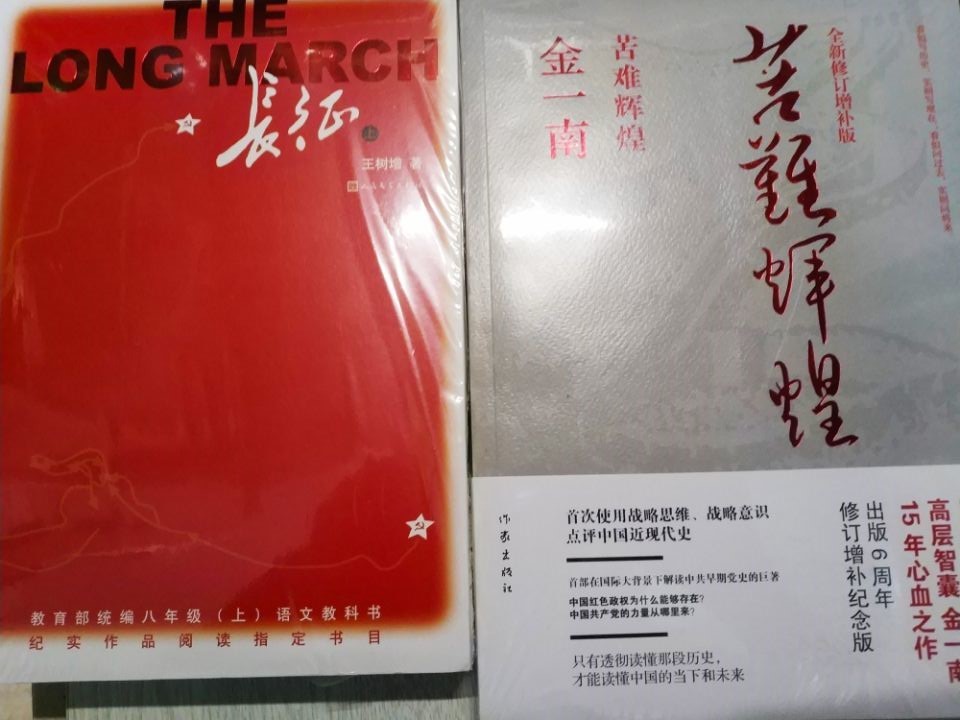 THE
LONG MARCH
長征
上
王树增 著
教育部统编八年级（上）语文教科书
纪实作品阅读指定书目
全新修订增补版
苦難輝煌
苦难辉煌
金一南
作家出版社
首次使用战略思维、战略意识
点评中国近现代史
首部在国际大背景下解读中共早期党史的巨著
中国红色政权为什么能够存在？
中国共产党的力量从哪里来？
只有透彻读懂那段历史，
才能读懂中国的当下和未来
高层智囊 金一南
15年心血之作
出版6周年
修订增补纪念版